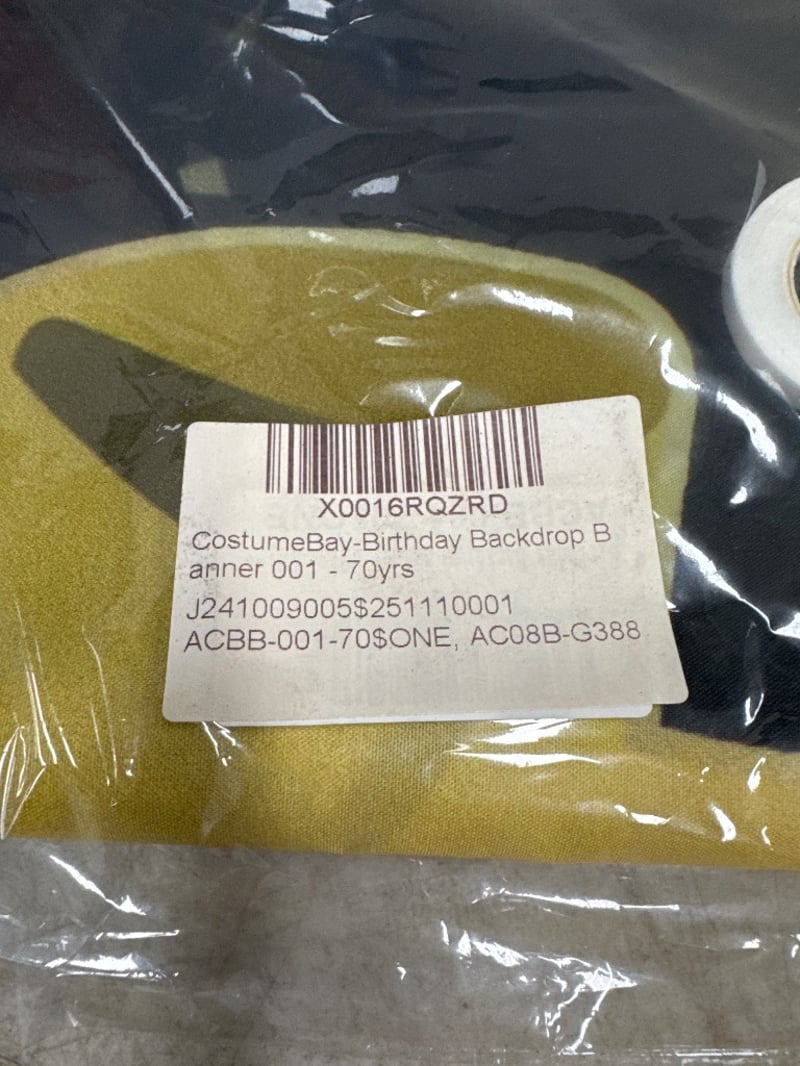 X0016RQZRD
CostumeBay-Birthday Backdrop B
anner 001 - 70yrs
J241009005$251110001
ACBB-001-70$ONE, AC08B-G388